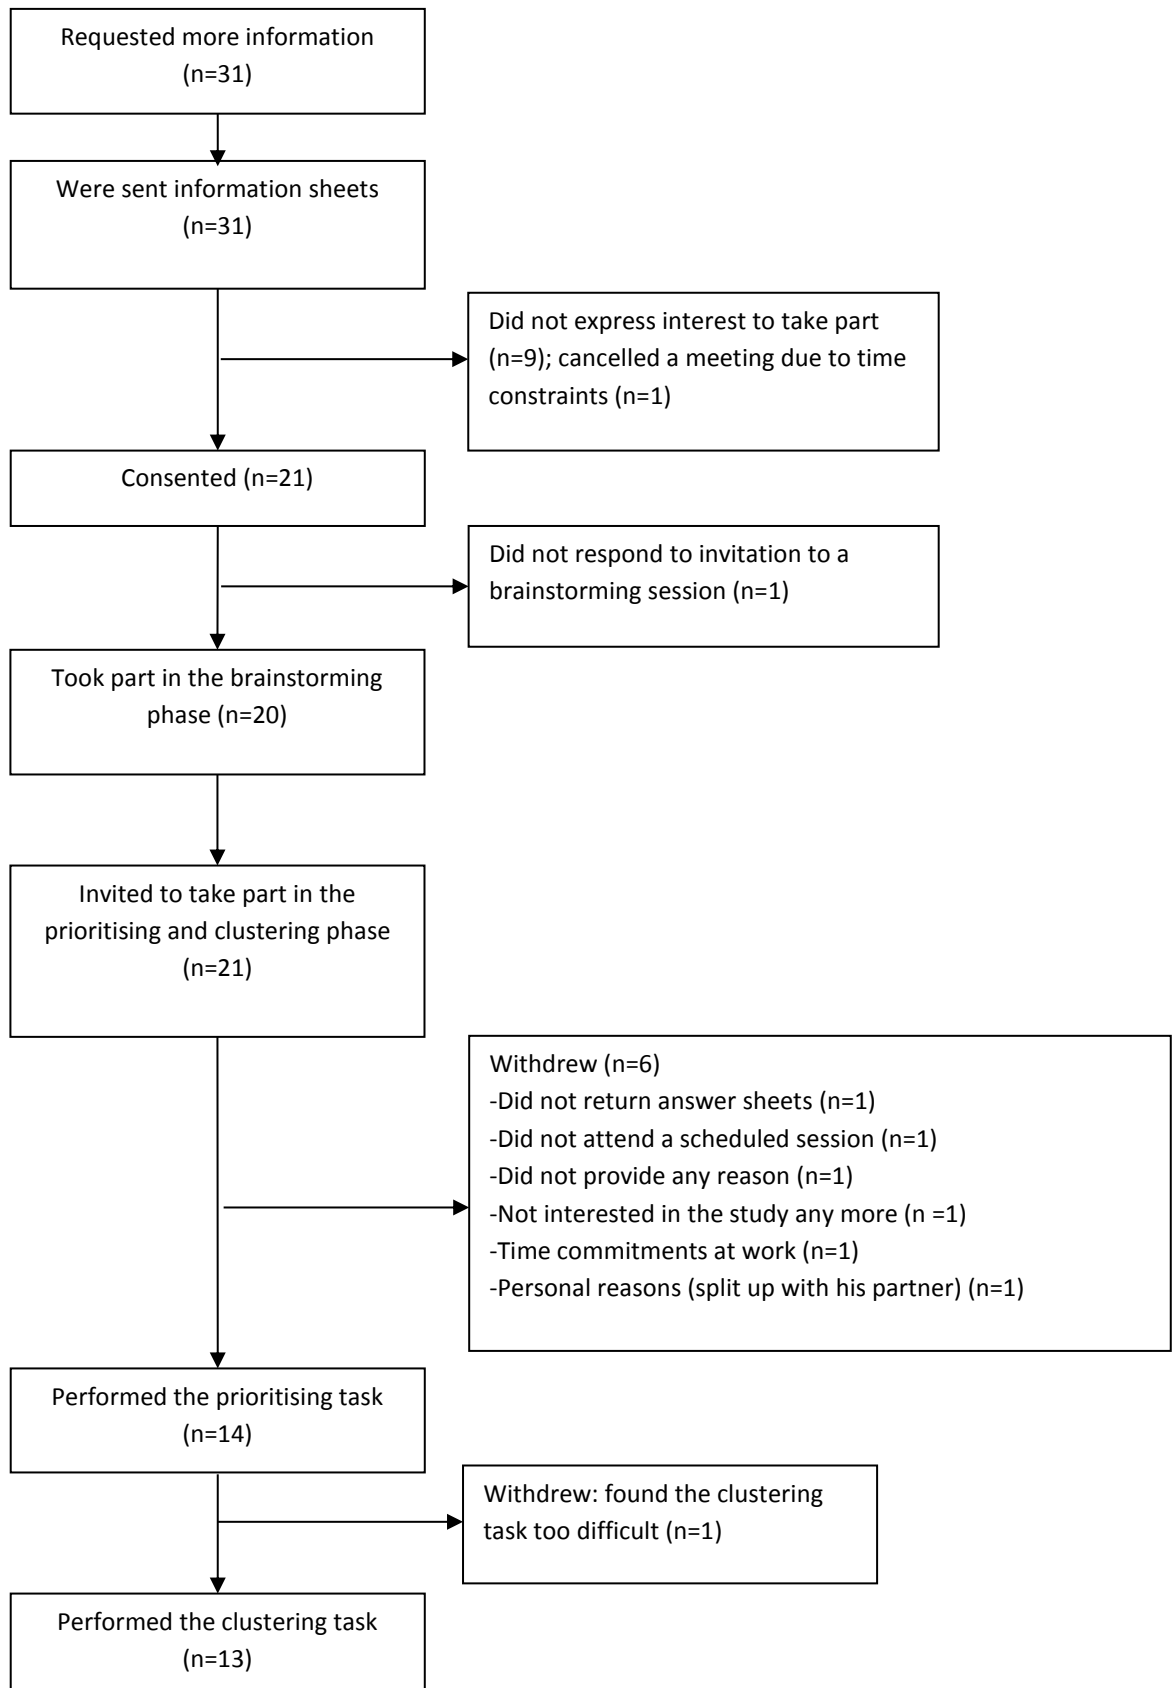 Requested more information
(n=31)
Were sent information sheets
(n=31)
Did not express interest to take part
(n=9); cancelled a meeting due to time
constraints (n=1)
Consented (n=21)
Did not respond to invitation to a
brainstorming session (n=1)
Took part in the brainstorming
phase (n=20)
Invited to take part in the
prioritising and clustering phase
(n=21)
Withdrew (n=6)
-Did not return answer sheets (n=1)
-Did not attend a scheduled session (n=1)
-Did not provide any reason (n=1)
-Not interested in the study any more (n =1)
-Time commitments at work (n=1)
-Personal reasons (split up with his partner) (n=1)
Performed the prioritising task
(n=14)
Withdrew: found the clustering
task too difficult (n=1)
Performed the clustering task
(n=13)